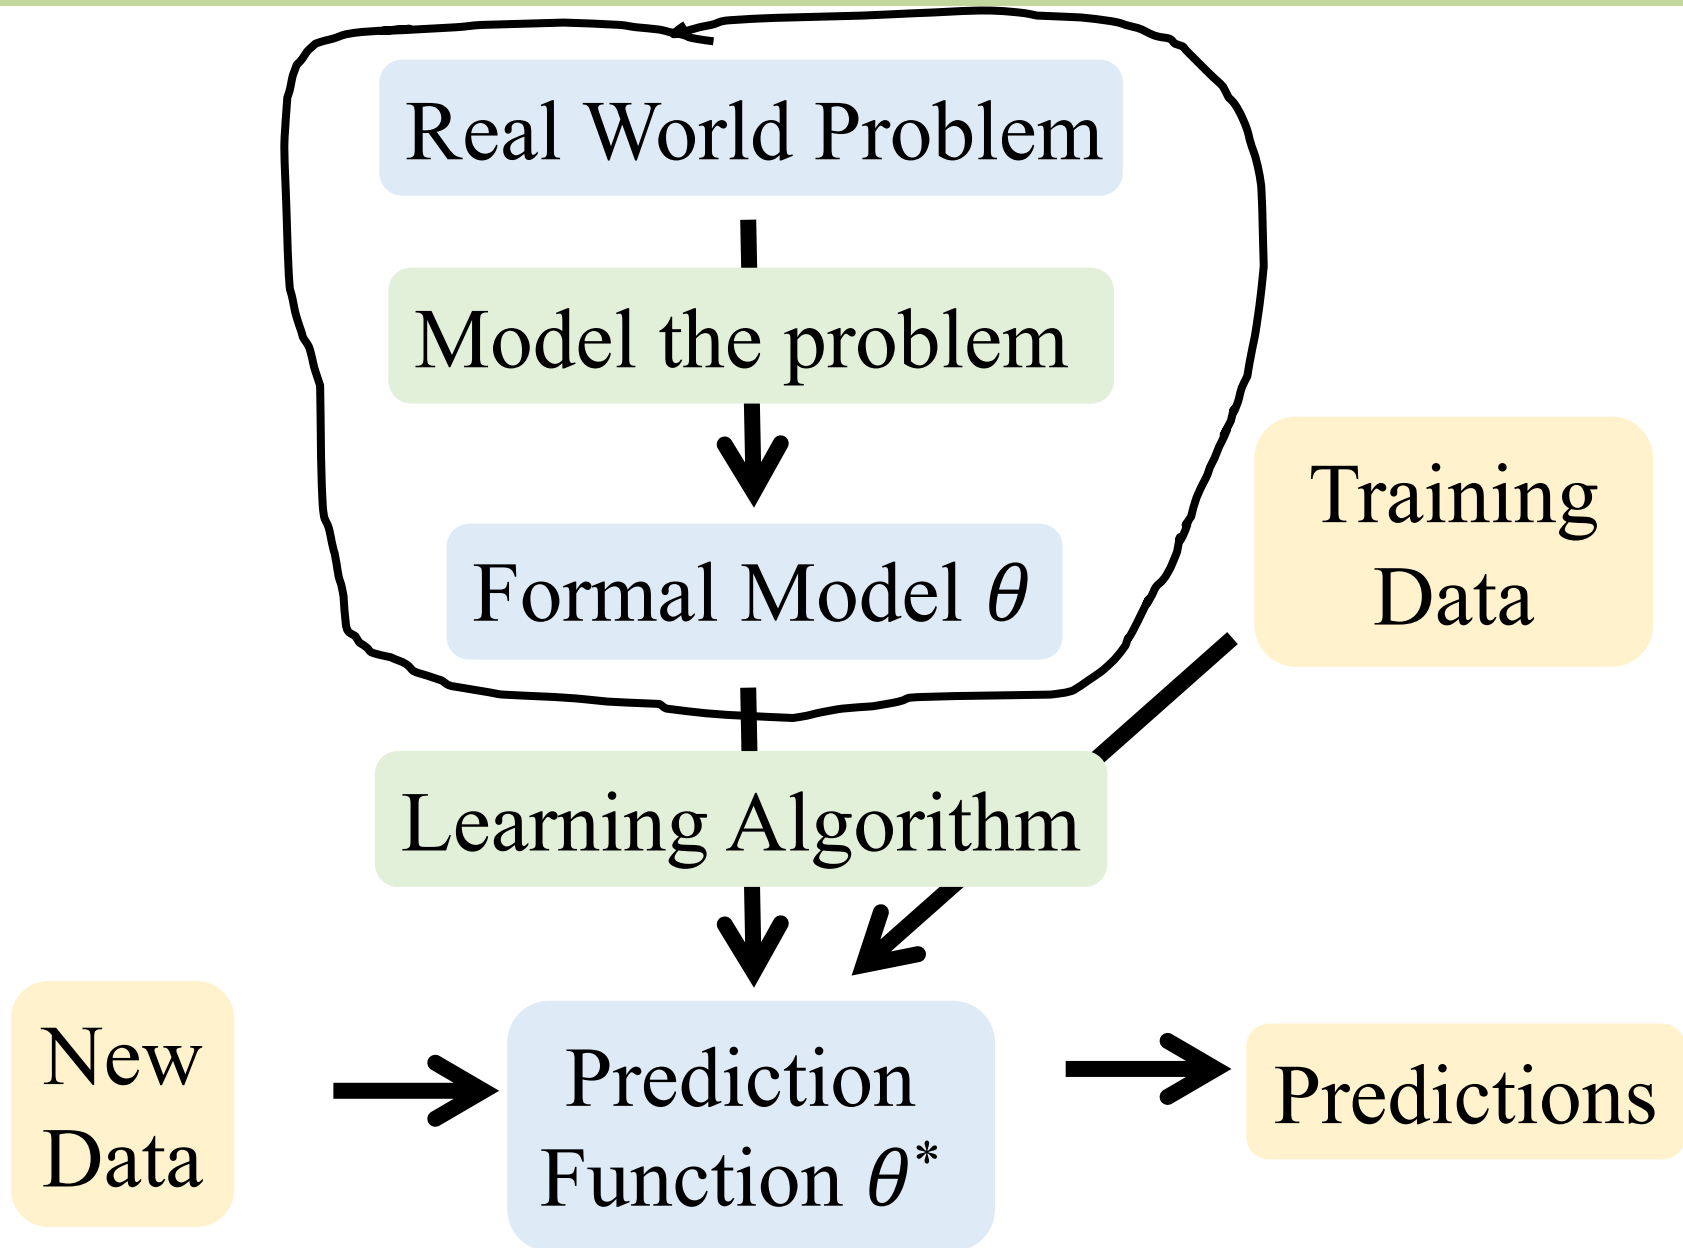 Real World Problem
Model the problem
Formal Model θ
Training
Data
Learning Algorithm
New
Data
Prediction
Function θ*
Predictions